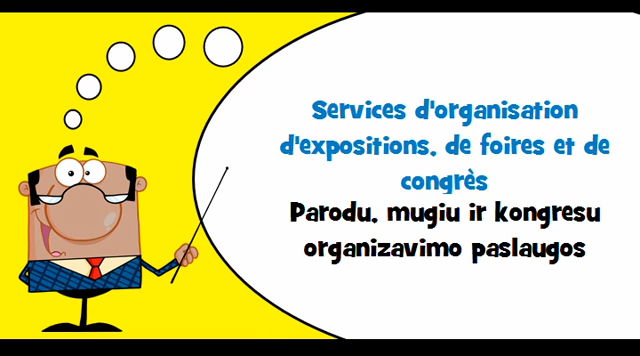 Services d'organisation
d'expositions, de foires et de
congrès
Parodu, mugiu ir kongresu
organizavimo paslaugos